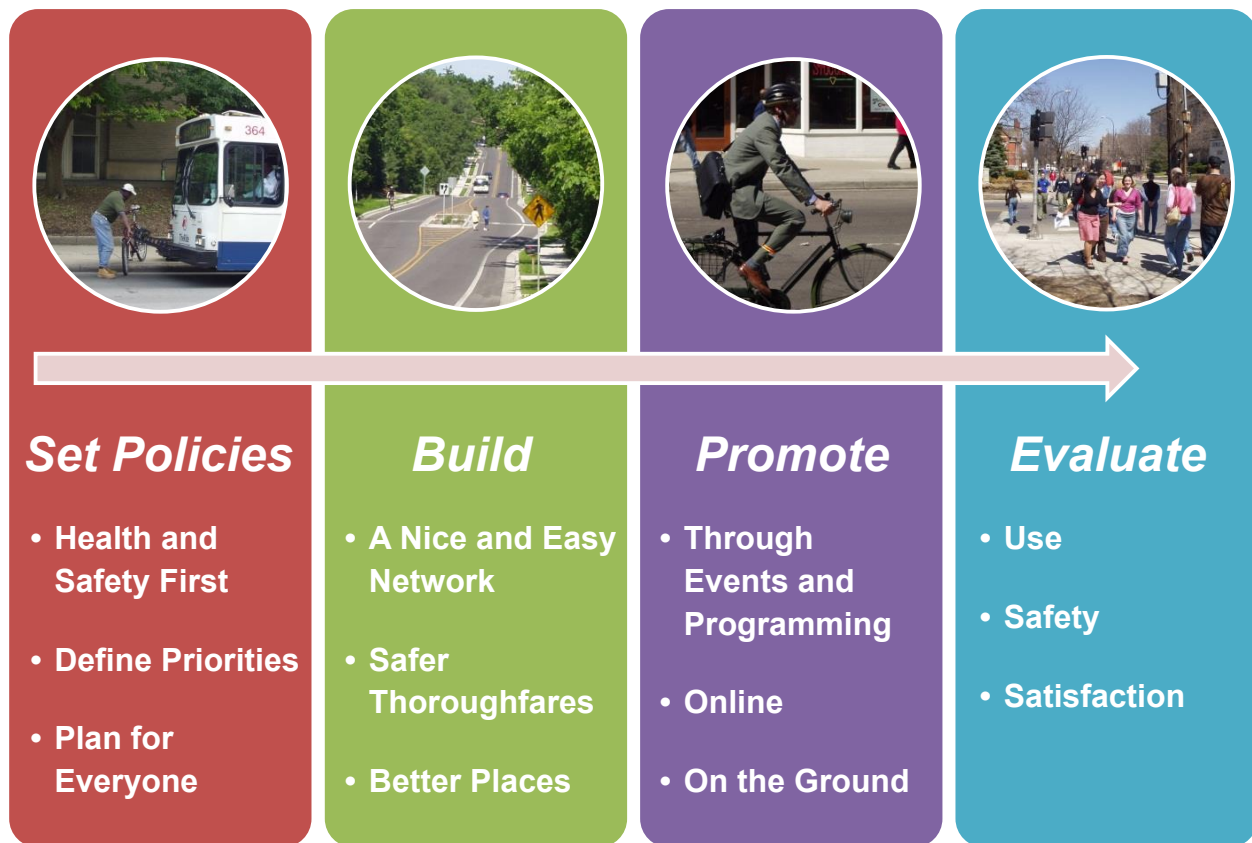 364
Set Policies
• Health and
Safety First
• Define Priorities
• Plan for
Everyone
Build
• A Nice and Easy
Network
• Safer
Thoroughfares
• Better Places
Promote
• Through
Events and
Programming
• Online
• On the Ground
Evaluate
• Use
• Safety
• Satisfaction